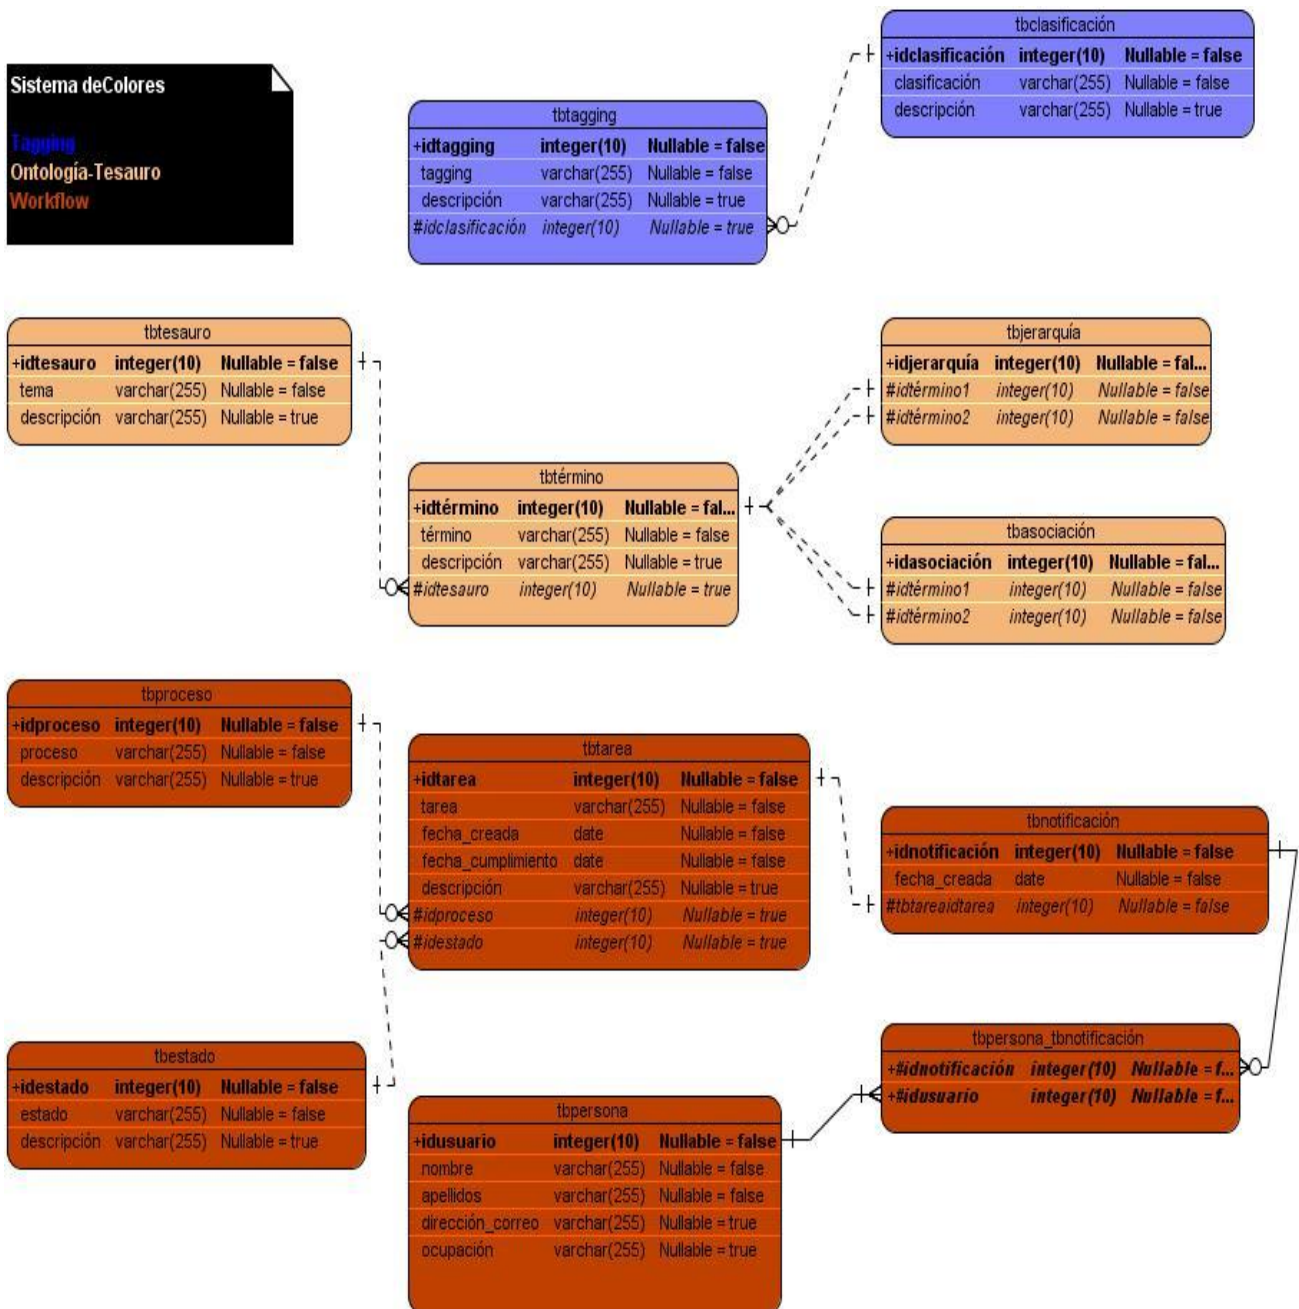 Sistema deColores
Tagging
Ontología-Tesauro
Workflow
tbtagging
+idtagging integer(10) Nullable = false
tagging varchar(255) Nullable = false
descripción varchar(255) Nullable = true
#idclasificación integer(10) Nullable = true
tbclasificación
+idclasificación integer(10) Nullable = false
clasificación varchar(255) Nullable = false
descripción varchar(255) Nullable = true
tbtesauro
+idtesauro integer(10) Nullable = false
tema varchar(255) Nullable = false
descripción varchar(255) Nullable = true
tbtérmino
+idtérmino integer(10) Nullable = fal...
término varchar(255) Nullable = false
descripción varchar(255) Nullable = true
#idtesauro integer(10) Nullable = true
tbjerarquía
+idjerarquía integer(10) Nullable = fal...
#idtérmino1 integer(10) Nullable = false
#idtérmino2 integer(10) Nullable = false
tbasociación
+idasociación integer(10) Nullable = fal...
#idtérmino1 integer(10) Nullable = false
#idtérmino2 integer(10) Nullable = false
tbproceso
+idproceso integer(10) Nullable = false
proceso varchar(255) Nullable = false
descripción varchar(255) Nullable = true
tbtarea
+idtarea integer(10) Nullable = false
tarea varchar(255) Nullable = false
fecha_creada date Nullable = false
fecha_cumplimiento date Nullable = false
descripción varchar(255) Nullable = true
#idproceso integer(10) Nullable = true
#idestado integer(10) Nullable = true
tbnotificación
+idnotificación integer(10) Nullable = false
fecha_creada date Nullable = false
#tbtareaidtarea integer(10) Nullable = false
tbestado
+idestado integer(10) Nullable = false
estado varchar(255) Nullable = false
descripción varchar(255) Nullable = true
tbpersona
+idusuario integer(10) Nullable = false
nombre varchar(255) Nullable = false
apellidos varchar(255) Nullable = false
dirección_correo varchar(255) Nullable = true
ocupación varchar(255) Nullable = true
tbpersona_tbnotificación
+#idnotificación integer(10) Nullable = f...
+#idusuario integer(10) Nullable = f...